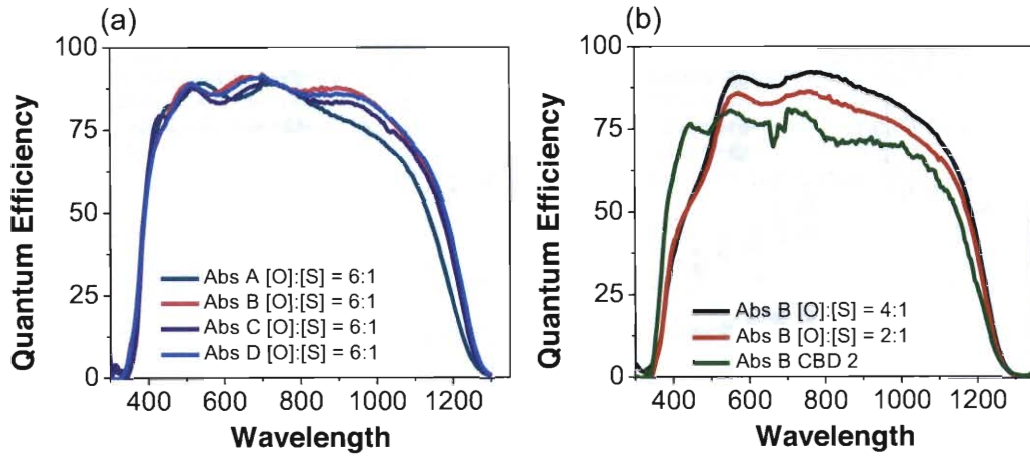 (a)
100
75
50
25
0
Quantum Efficiency
Abs A [O]:[S] = 6:1
Abs B [O]:[S] = 6:1
Abs C [O]:[S] = 6:1
Abs D [O]:[S] = 6:1
400 600 800 1000 1200
Wavelength
(b)
100
75
50
25
0
Quantum Efficiency
Abs B [O]:[S] = 4:1
Abs B [O]:[S] = 2:1
Abs B CBD 2
400 600 800 1000 1200
Wavelength